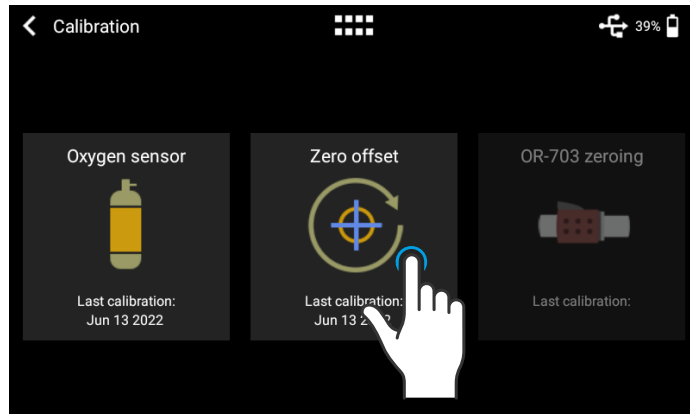 Calibration
39%
Oxygen sensor
Zero offset
OR-703 zeroing
Last calibration:
Jun 13 2022
Last calibration:
Jun 13 2
Last calibration: